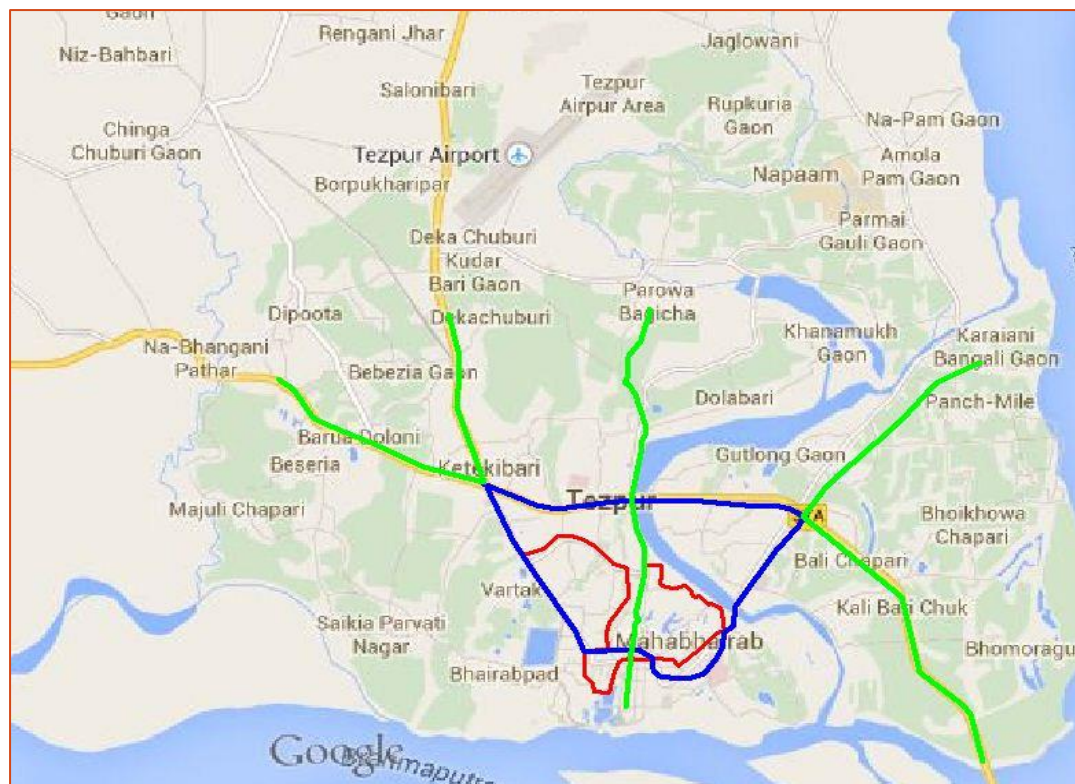 Gaon
Niz-Bahbari
Rengani Jhar
Jaglowani
Salonibari
Tezpur
Airpur Area
Rupkuria
Gaon
Na-Pam Gaon
Chinga
Chuburi Gaon
Tezpur Airport
Amola
Pam Gaon
Borpukharipar
Napaam
Parmai
Gauli Gaon
Deka Chuburi
Kudar
Bari Gaon
Parowa
Bagicha
Dipoota
Dekachuburi
Khanamukh
Gaon
Karaiani
Bangali Gaon
Na-Bhangani
Pathar
Bebezia Gaon
Dolabari
Panch-Mile
Barua Doloni
Beseria
Ketekibari
Gutlong Gaon
Majuli Chapari
Tezpur
Bhoikhowa
Chapari
Bali Chapari
Vartak
Kali Bari Chuk
Saikia Parvati
Nagar
Mahabhairab
Bhomoragu
Bhairabpad
Google